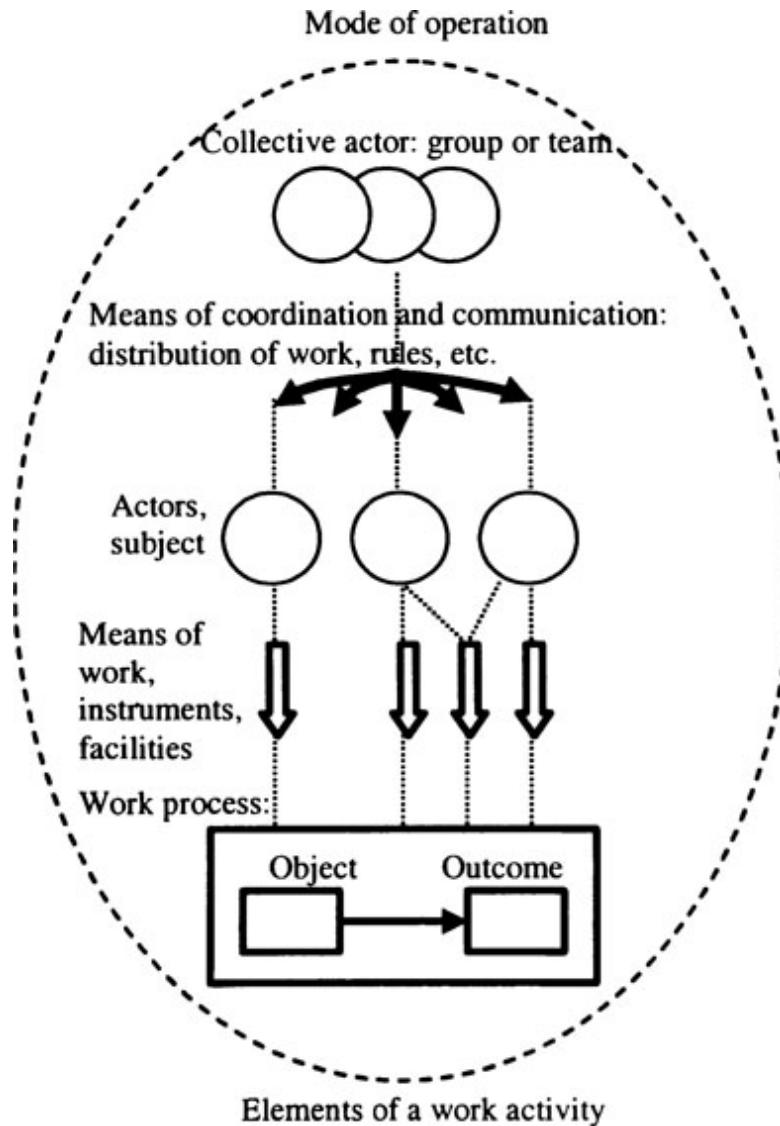 Mode of operation
Collective actor: group or team
Means of coordination and communication:
distribution of work, rules, etc.
Actors,
subject
Means of
work,
instruments,
facilities
Work process:
Object Outcome
Elements of a work activity